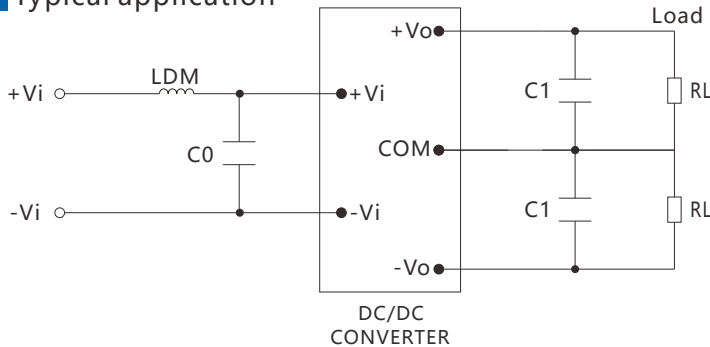 Typical application
Load
+Vo
LDM
+Vi
+Vi
C1
RL
C0
COM
-Vi
-Vi
C1
RL
-Vo
DC/DC
CONVERTER